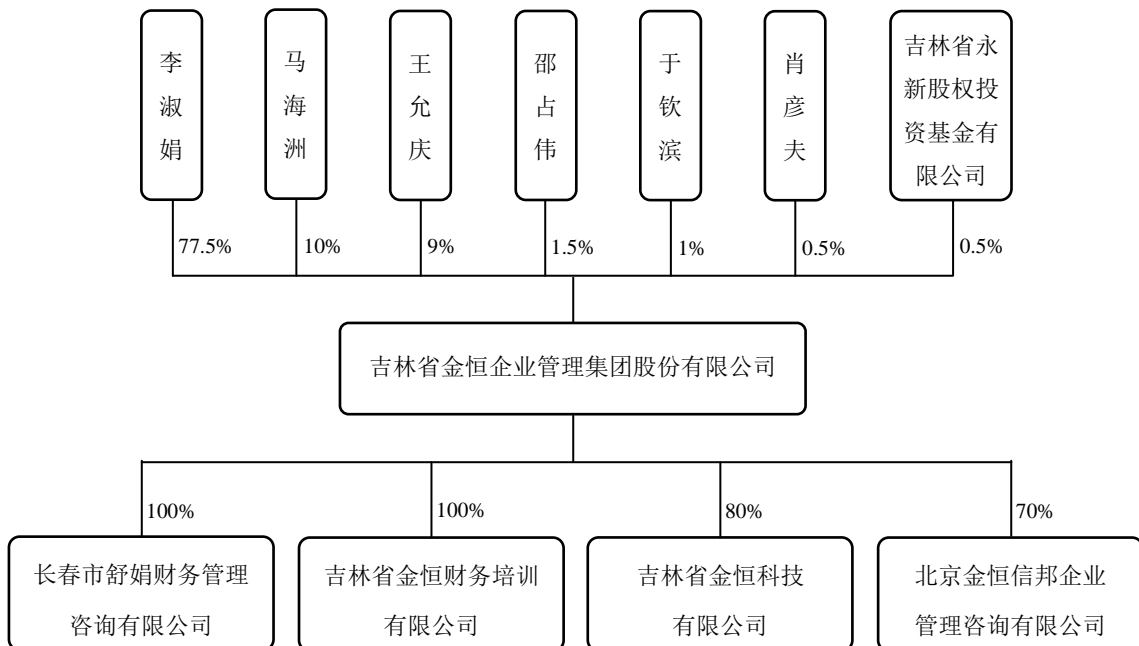 李淑娟
马海洲
王允庆
邵占伟
于钦滨
肖彦夫
吉林省永
新股权投
资基金有
限公司
77.5%
10%
9%
1.5%
1%
0.5%
0.5%
吉林省金恒企业管理集团股份有限公司
100%
100%
80%
70%
长春市舒娟财务管理
咨询有限公司
吉林省金恒财务培训
有限公司
吉林省金恒科技
有限公司
北京金恒信邦企业
管理咨询有限公司